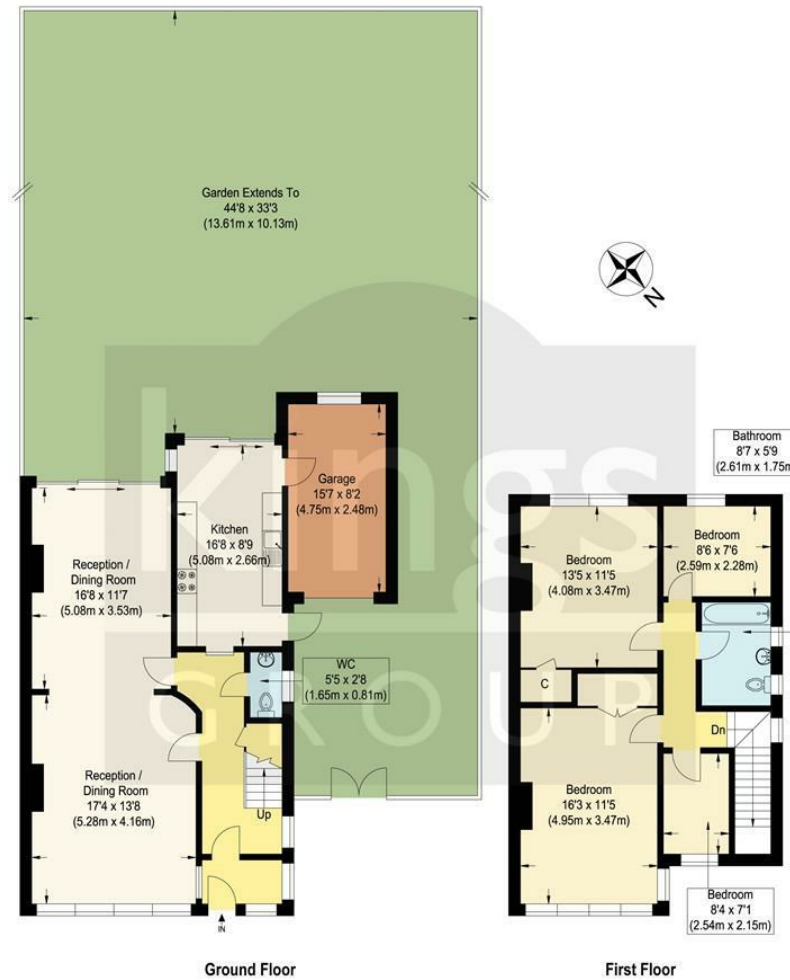 Garden Extends To
44'8 x 33'3
(13.61m x 10.13m)
N
Kings
GROUP
Garage
15'7 x 8'2
(4.75m x 2.48m)
Kitchen
16'8 x 8'9
(5.08m x 2.66m)
Reception /
Dining Room
16'8 x 11'7
(5.08m x 3.53m)
WC
5'5 x 2'8
(1.65m x 0.81m)
Reception /
Dining Room
17'4 x 13'8
(5.28m x 4.16m)
Up
IN
Ground Floor
Bathroom
8'7 x 5'9
(2.61m x 1.75m)
Bedroom
13'5 x 11'5
(4.08m x 3.47m)
Bedroom
8'6 x 7'6
(2.59m x 2.28m)
C
Dn
Bedroom
16'3 x 11'5
(4.95m x 3.47m)
Bedroom
8'4 x 7'1
(2.54m x 2.15m)
First Floor